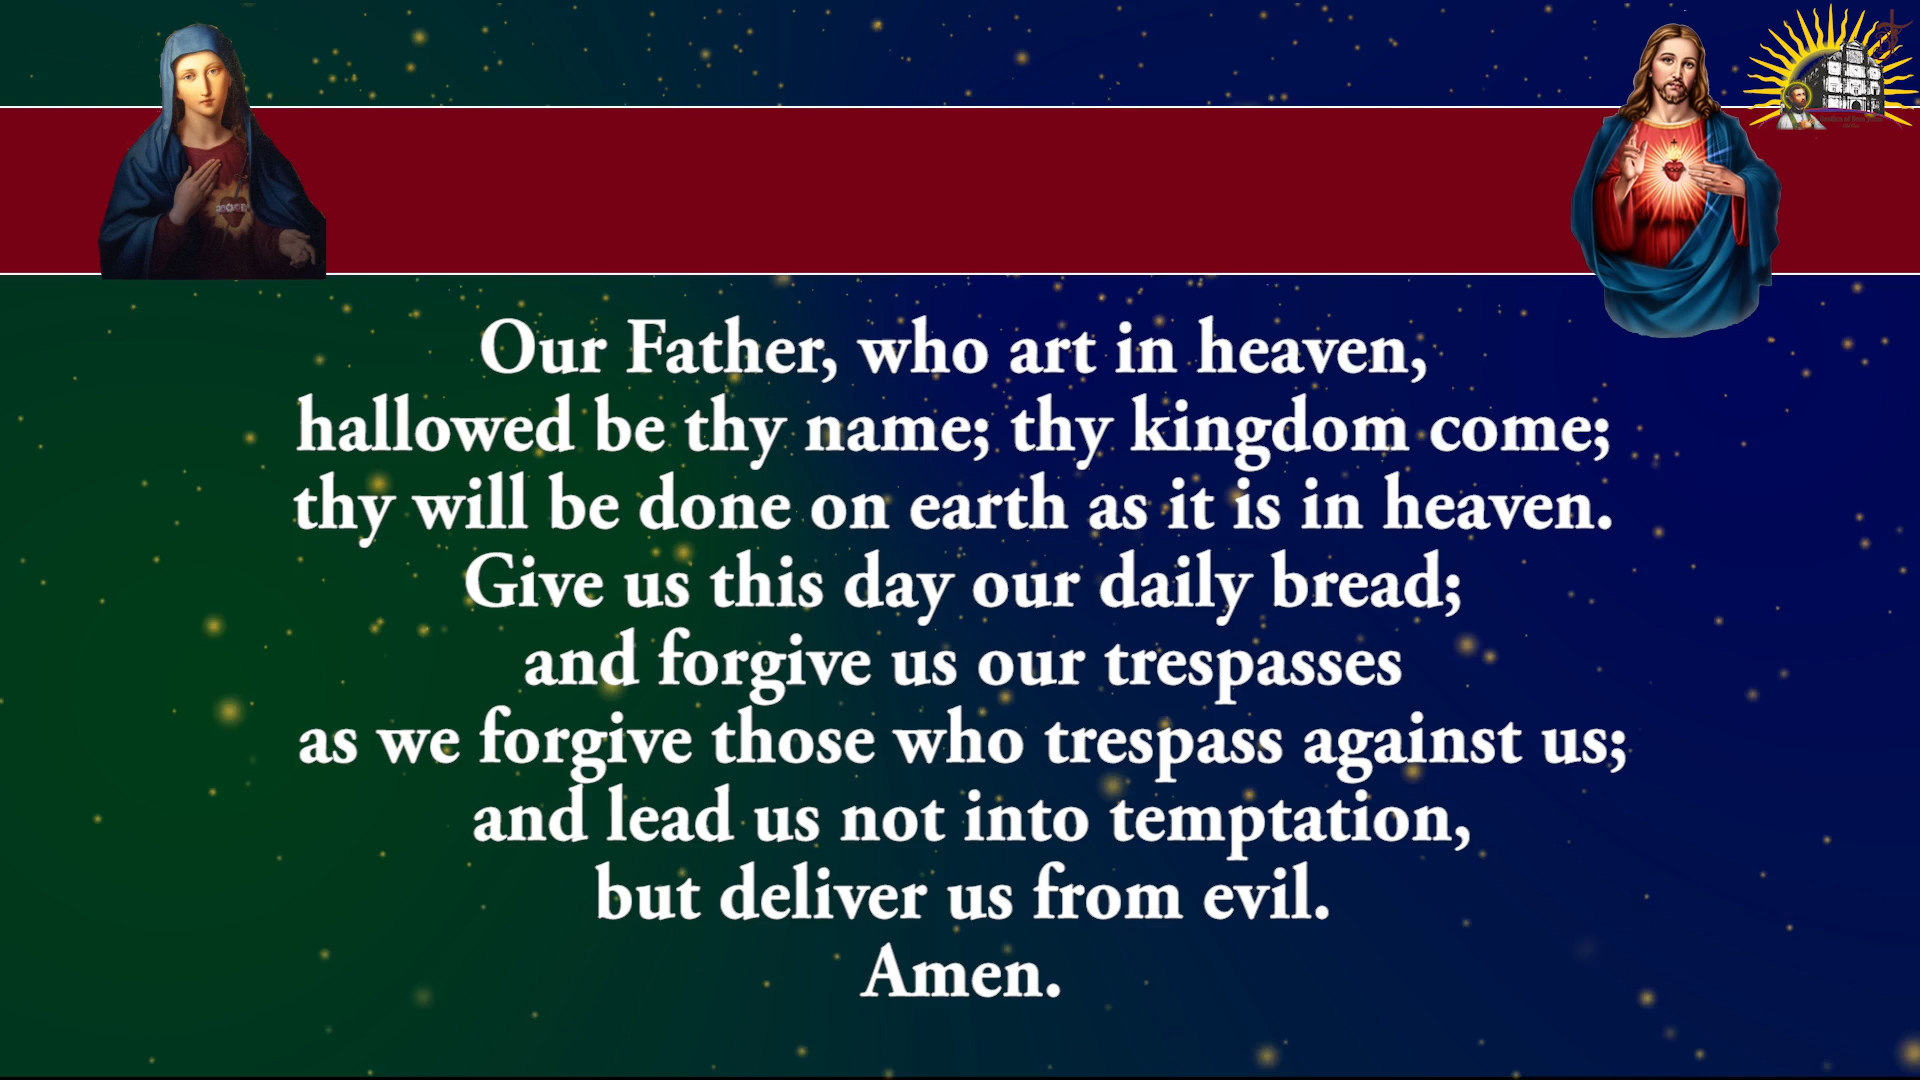 Our Father, who art in heaven,
hallowed be thy name; thy kingdom come;
thy will be done on earth as it is in heaven.
Give us this day our daily bread;
and forgive us our trespasses
as we forgive those who trespass against us;
and lead us not into temptation,
but deliver us from evil.
Amen.